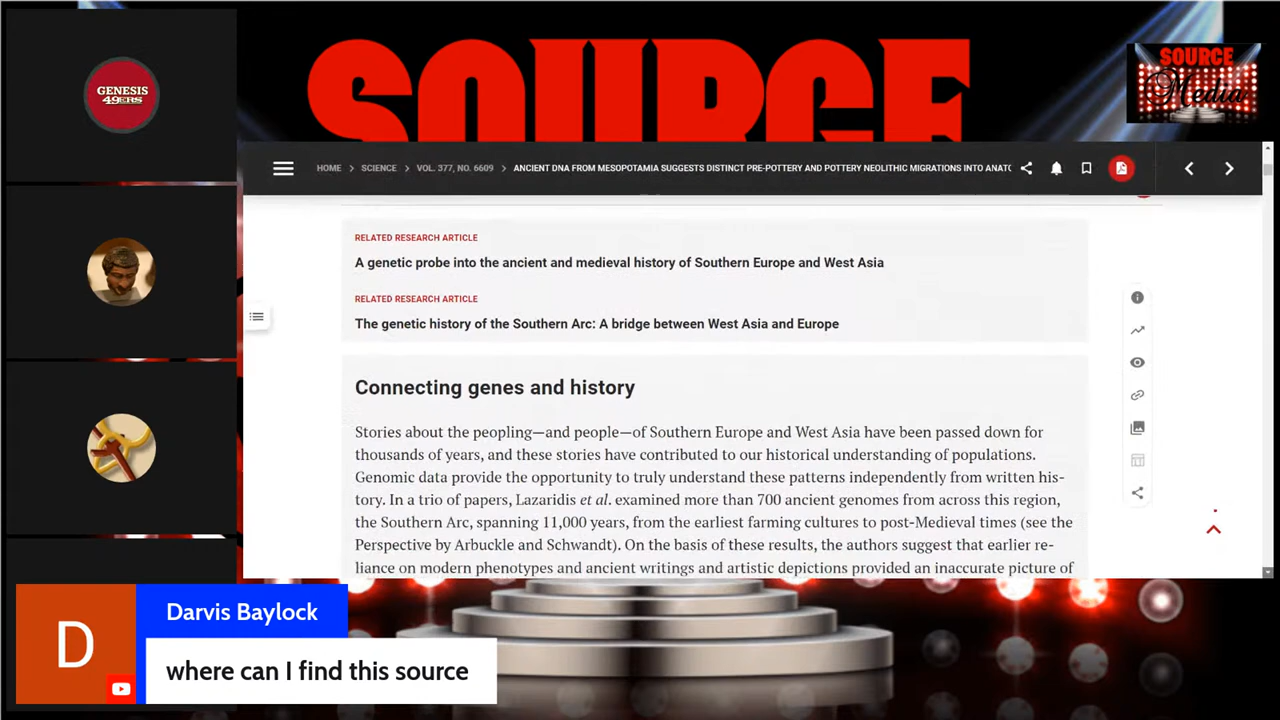 SOURCE
SOURCE
Media
GENESIS
49ERS
HOME > SCIENCE > VOL. 377, NO. 6609 > ANCIENT DNA FROM MESOPOTAMIA SUGGESTS DISTINCT PRE-POTTERY AND POTTERY NEOLITHIC MIGRATIONS INTO ANATO
RELATED RESEARCH ARTICLE
A genetic probe into the ancient and medieval history of Southern Europe and West Asia
RELATED RESEARCH ARTICLE
The genetic history of the Southern Arc: A bridge between West Asia and Europe
Connecting genes and history
Stories about the peopling—and people—of Southern Europe and West Asia have been passed down for
thousands of years, and these stories have contributed to our historical understanding of populations.
Genomic data provide the opportunity to truly understand these patterns independently from written his-
tory. In a trio of papers, Lazaridis et al. examined more than 700 ancient genomes from across this region,
the Southern Arc, spanning 11,000 years, from the earliest farming cultures to post-Medieval times (see the
Perspective by Arbuckle and Schwandt). On the basis of these results, the authors suggest that earlier re-
liance on modern phenotypes and ancient writings and artistic depictions provided an inaccurate picture of
D
Darvis Baylock
where can I find this source